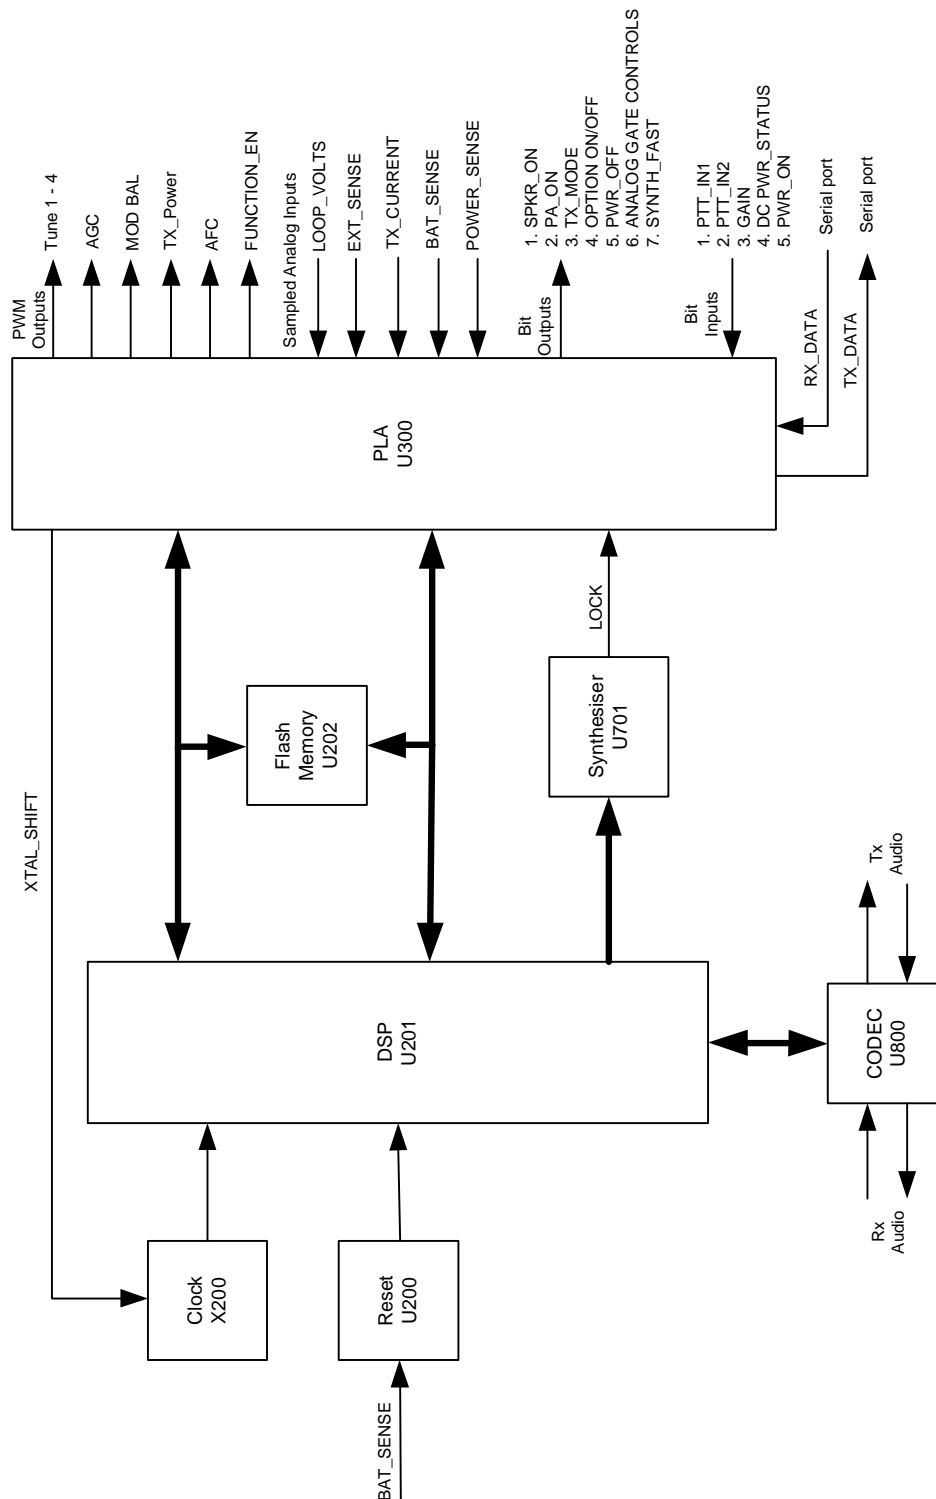 PWM
Outputs
Tune 1 - 4
AGC
MOD BAL
TX_Power
AFC
FUNCTION_EN
Sampled Analog Inputs
LOOP_VOLTS
EXT_SENSE
TX_CURRENT
BAT_SENSE
POWER_SENSE
Bit
Outputs
1. SPKR_ON
2. PA_ON
3. TX_MODE
4. OPTION ON/OFF
5. PWR_OFF
6. ANALOG GATE CONTROLS
7. SYNTH_FAST
Bit
Inputs
1. PTT_IN1
2. PTT_IN2
3. GAIN
4. DC PWR_STATUS
5. PWR_ON
RX_DATA
Serial port
TX_DATA
Serial port
PLA
U300
XTAL_SHIFT
Flash
Memory
U202
LOCK
Synthesiser
U701
DSP
U201
Clock
X200
Reset
U200
BAT_SENSE
CODEC
U800
Tx
Audio
Rx
Audio